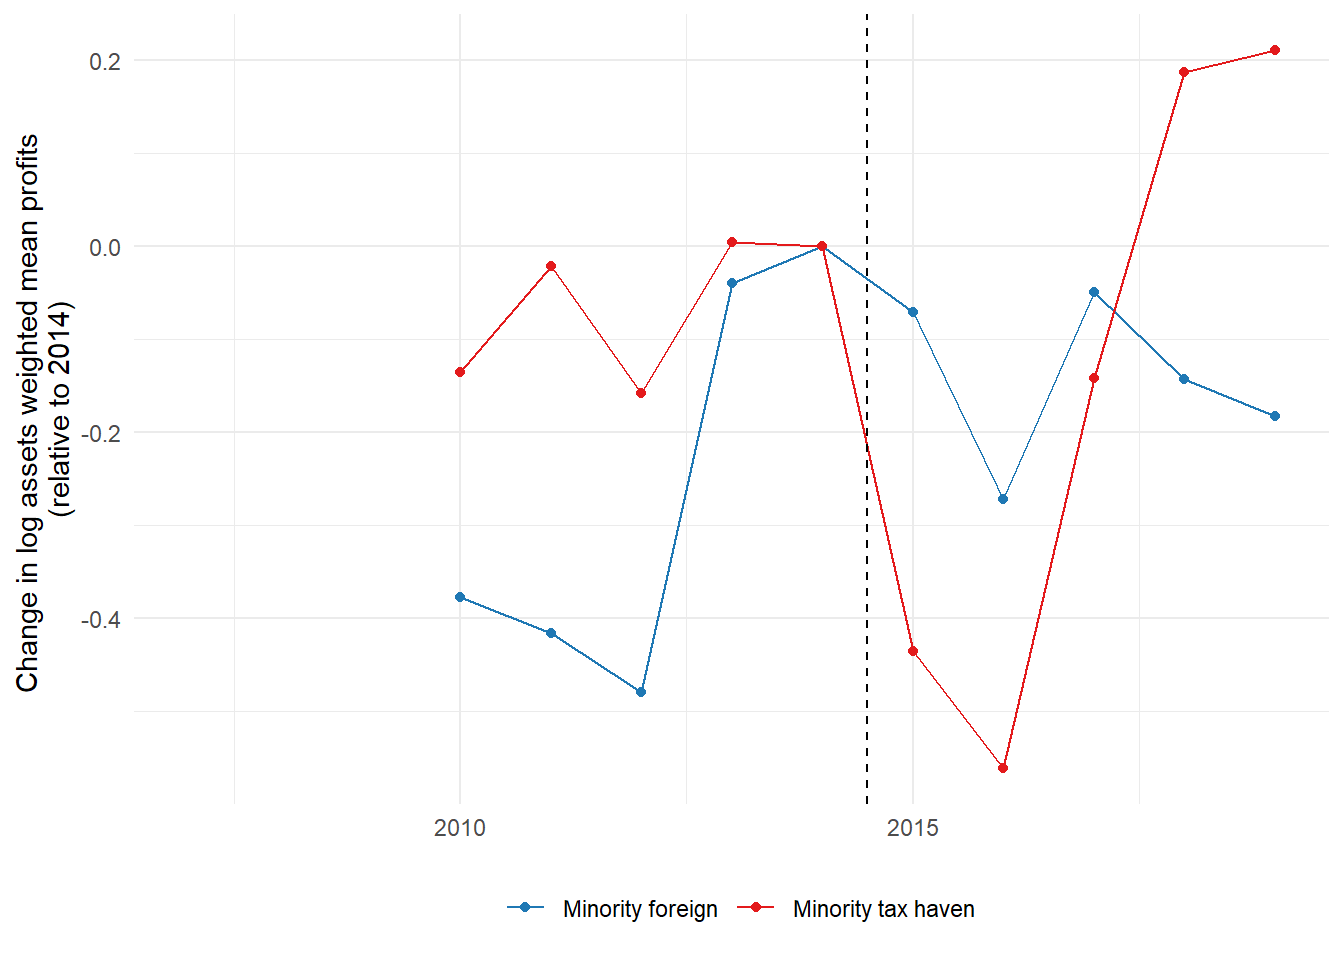 Change in log assets weighted mean profits
(relative to 2014)
0.2
0.0
-0.2
-0.4
2010
2015
Minority foreign
Minority tax haven